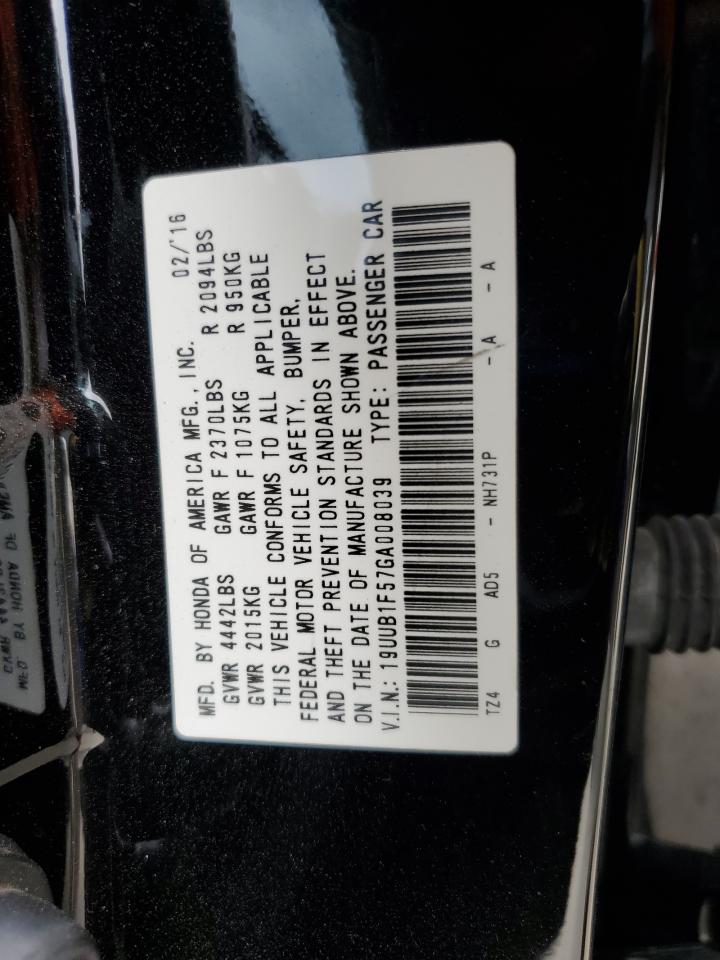 MFD. BY HONDA OF AMERICA MFG., INC. 02/'16
GVWR 4442LBS GAWR F 2370LBS R 2094LBS
GVWR 2015KG GAWR F 1075KG R 950KG
THIS VEHICLE CONFORMS TO ALL APPLICABLE
FEDERAL MOTOR VEHICLE SAFETY, BUMPER,
AND THEFT PREVENTION STANDARDS IN EFFECT
ON THE DATE OF MANUFACTURE SHOWN ABOVE.
V.I.N.: 19UUB1F57GA008039 TYPE: PASSENGER CAR
TZ4 G AD5 - NH731P - A - A